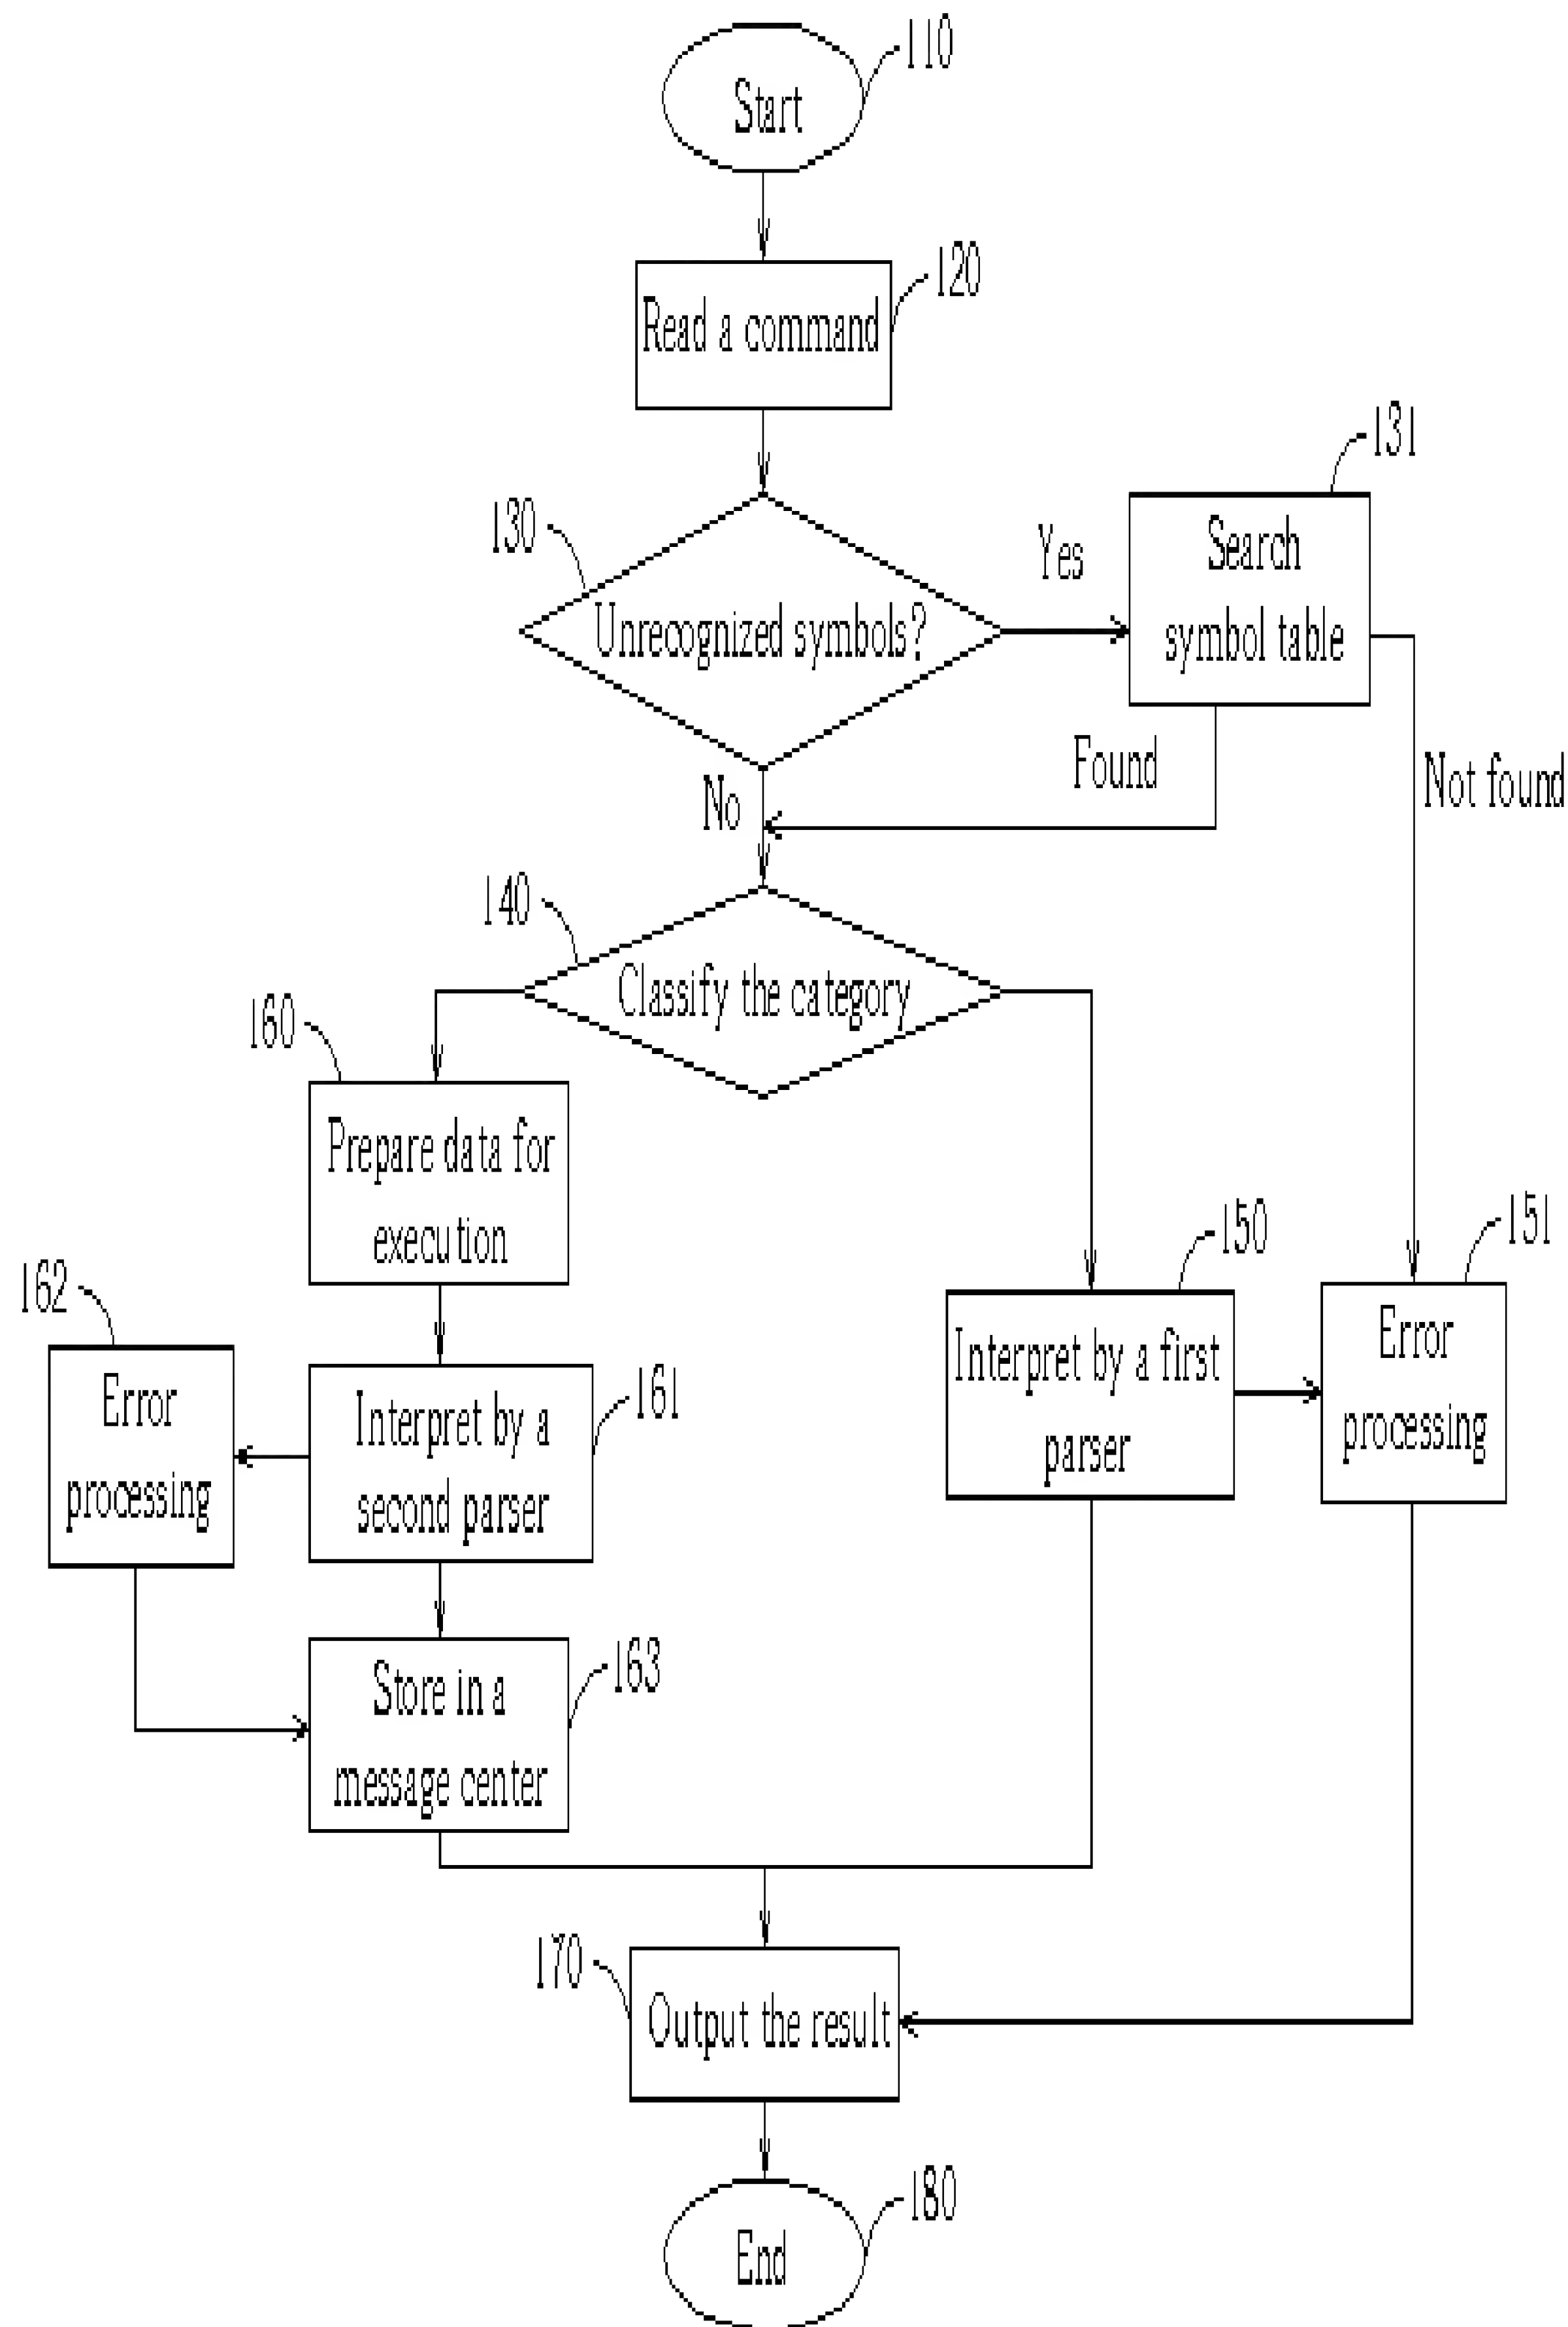 110
Start
120
Read a command
131
130
Yes
Search
symbol table
Unrecognized symbols?
Found
Not found
No
140
Classify the category
160
Prepare data for
execution
150
151
162
Error
processing
161
Interpret by a
second parser
Interpret by a first
parser
Error
processing
163
Store in a
message center
170
Output the result
180
End